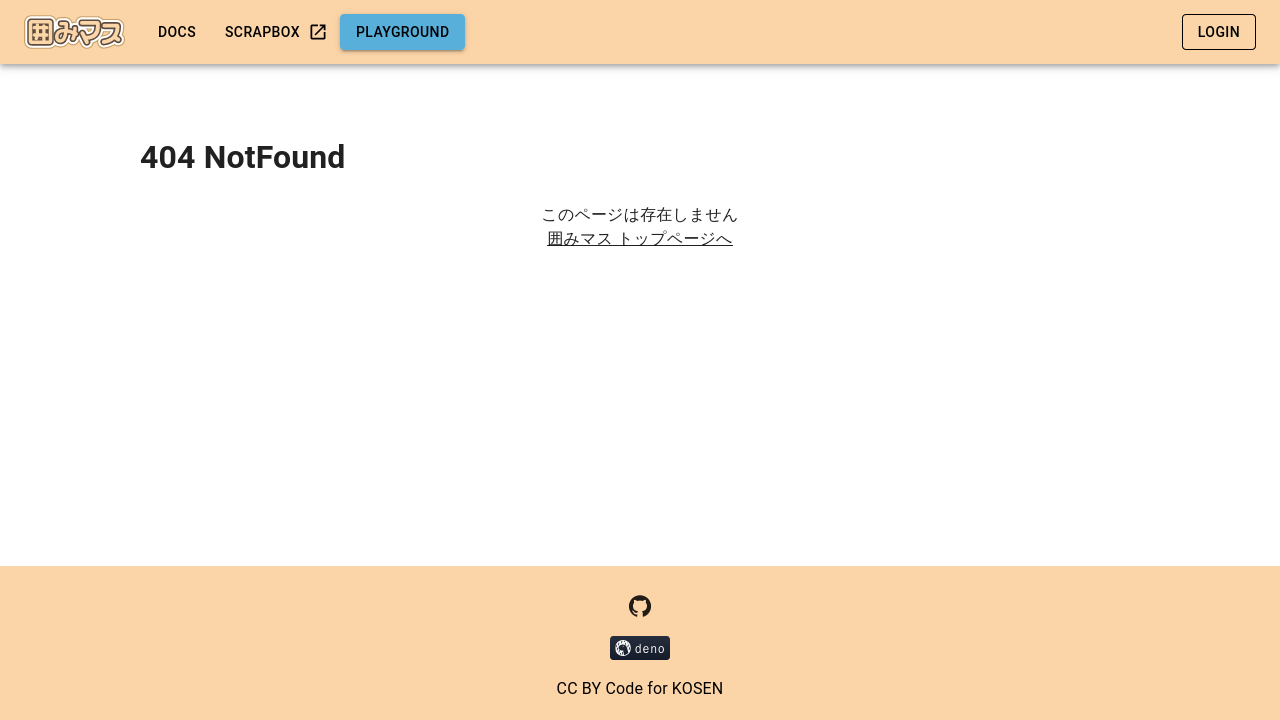 囲みマス
DOCS
SCRAPBOX
PLAYGROUND
LOGIN
404 NotFound
このページは存在しません
囲みマス トップページへ
deno
CC BY Code for KOSEN